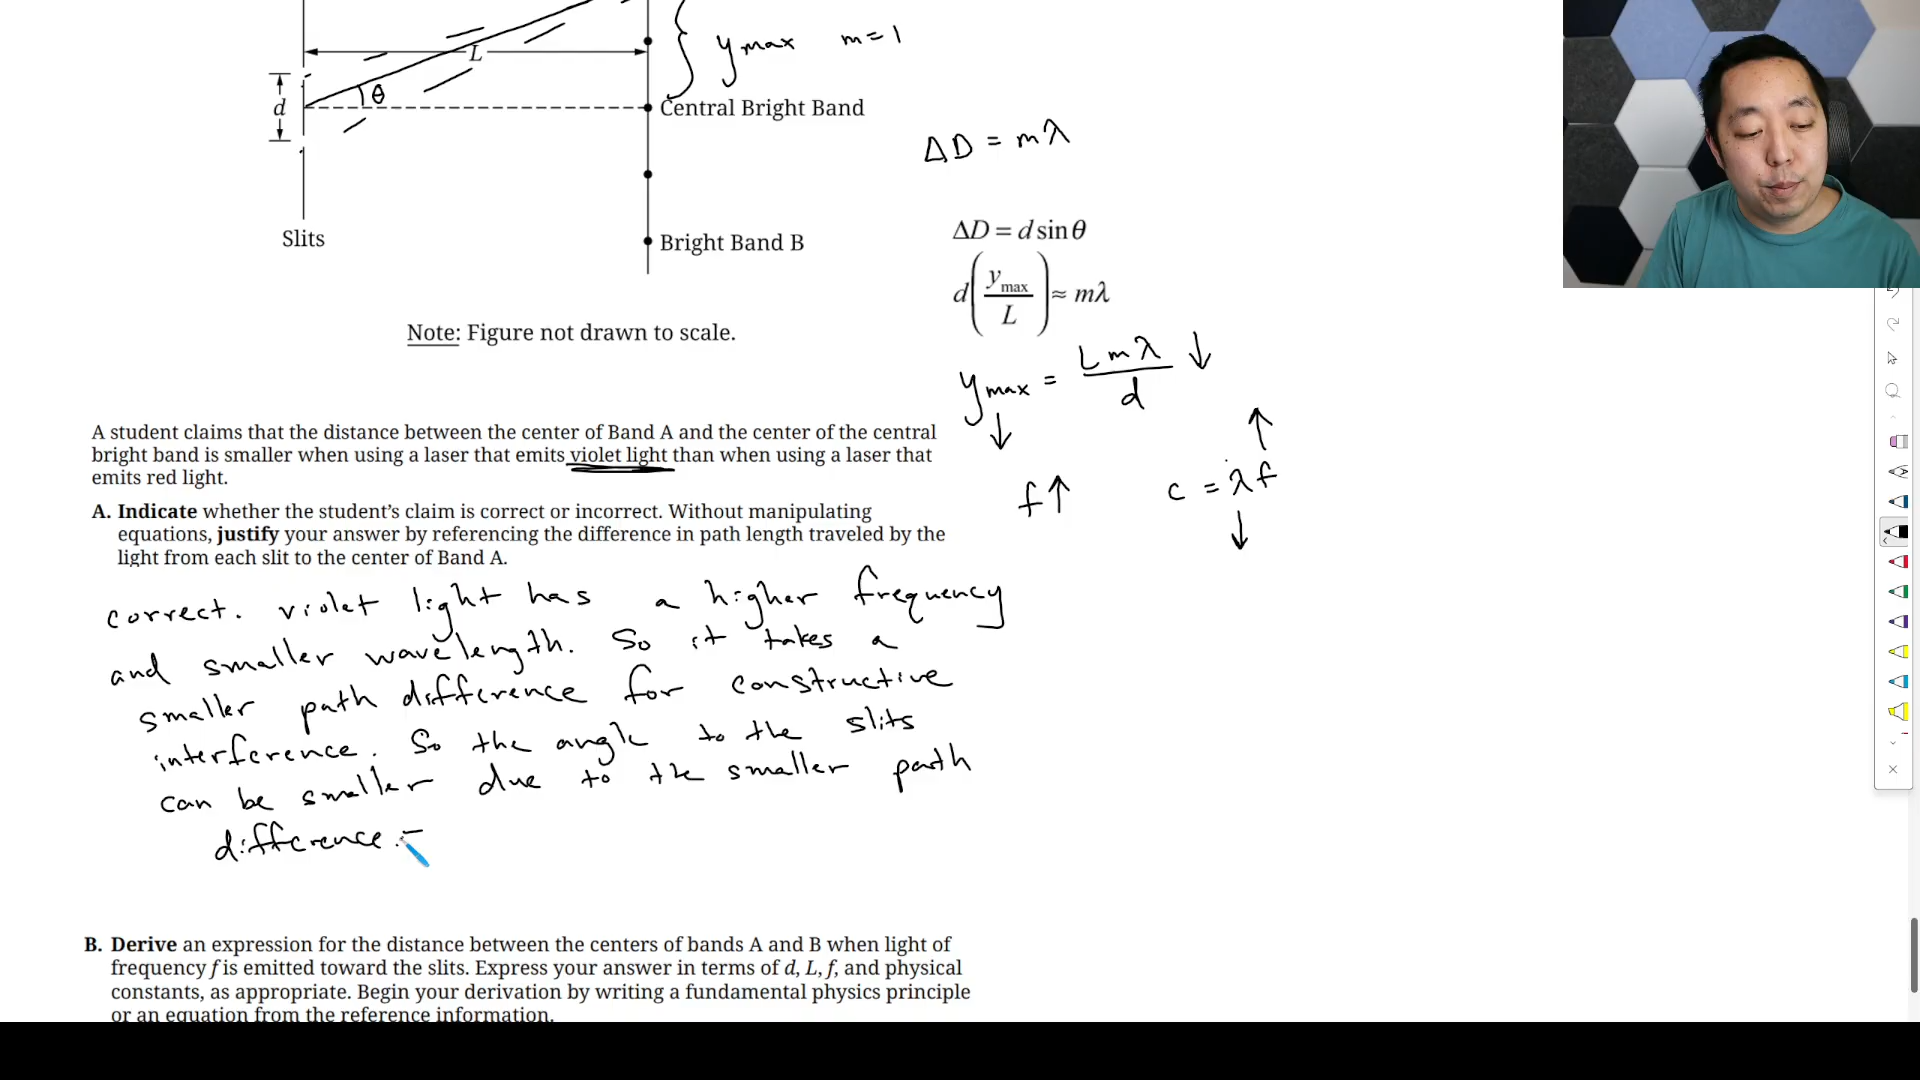 L
y max m = 1
θ
d
Central Bright Band
ΔD = mλ
Slits
Bright Band B
ΔD = d sin θ
d(y max / L) ≈ mλ
Note: Figure not drawn to scale.
y max = L m λ / d ↓
↓
A student claims that the distance between the center of Band A and the center of the central
bright band is smaller when using a laser that emits violet light than when using a laser that
emits red light.
f↑ c = λf
A. Indicate whether the student's claim is correct or incorrect. Without manipulating
equations, justify your answer by referencing the difference in path length traveled by the
light from each slit to the center of Band A.
correct. violet light has a higher frequency
and smaller wavelength. So it takes a
smaller path difference for constructive
interference. So the angle to the slits
can be smaller due to the smaller path
difference.
B. Derive an expression for the distance between the centers of bands A and B when light of
frequency f is emitted toward the slits. Express your answer in terms of d, L, f, and physical
constants, as appropriate. Begin your derivation by writing a fundamental physics principle
or an equation from the reference information.